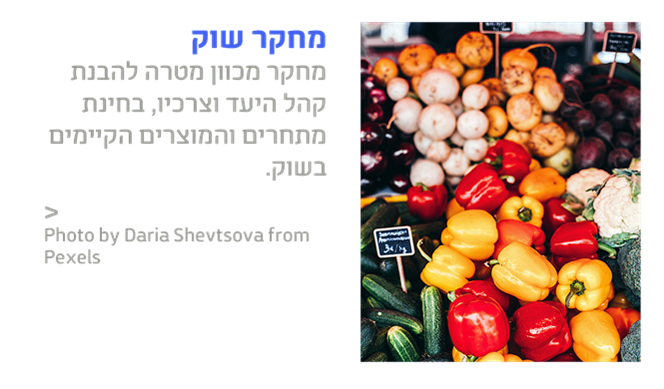 מחקר שוק
מחקר מכוון מטרה להבנת
קהל היעד וצרכיו, בחינת
מתחרים והמוצרים הקיימים
בשוק.
>
Photo by Daria Shevtsova from
Pexels